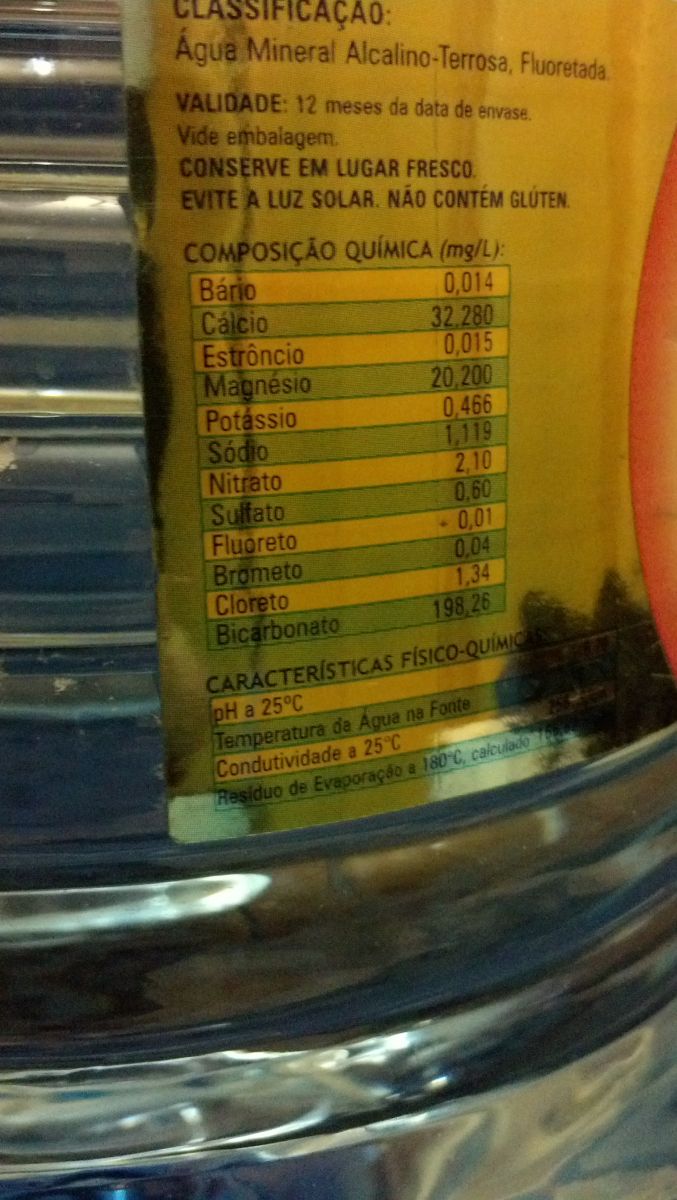 CLASSIFICAÇÃO:
Água Mineral Alcalino-Terrosa, Fluoretada.
VALIDADE: 12 meses da data de envase.
Vide embalagem.
CONSERVE EM LUGAR FRESCO.
EVITE A LUZ SOLAR. NÃO CONTÉM GLÚTEN.
COMPOSIÇÃO QUÍMICA (mg/L):
Bário 0,014
Cálcio 32,280
Estrôncio 0,015
Magnésio 20,200
Potássio 0,466
Sódio 1,119
Nitrato 2,10
Sulfato 0,60
Fluoreto 0,01
Brometo 0,04
Cloreto 1,34
Bicarbonato 198,26
CARACTERÍSTICAS FÍSICO-QUÍMICAS
pH a 25°C
Temperatura da Água na Fonte
Condutividade a 25°C
Resíduo de Evaporação a 180°C, calculado